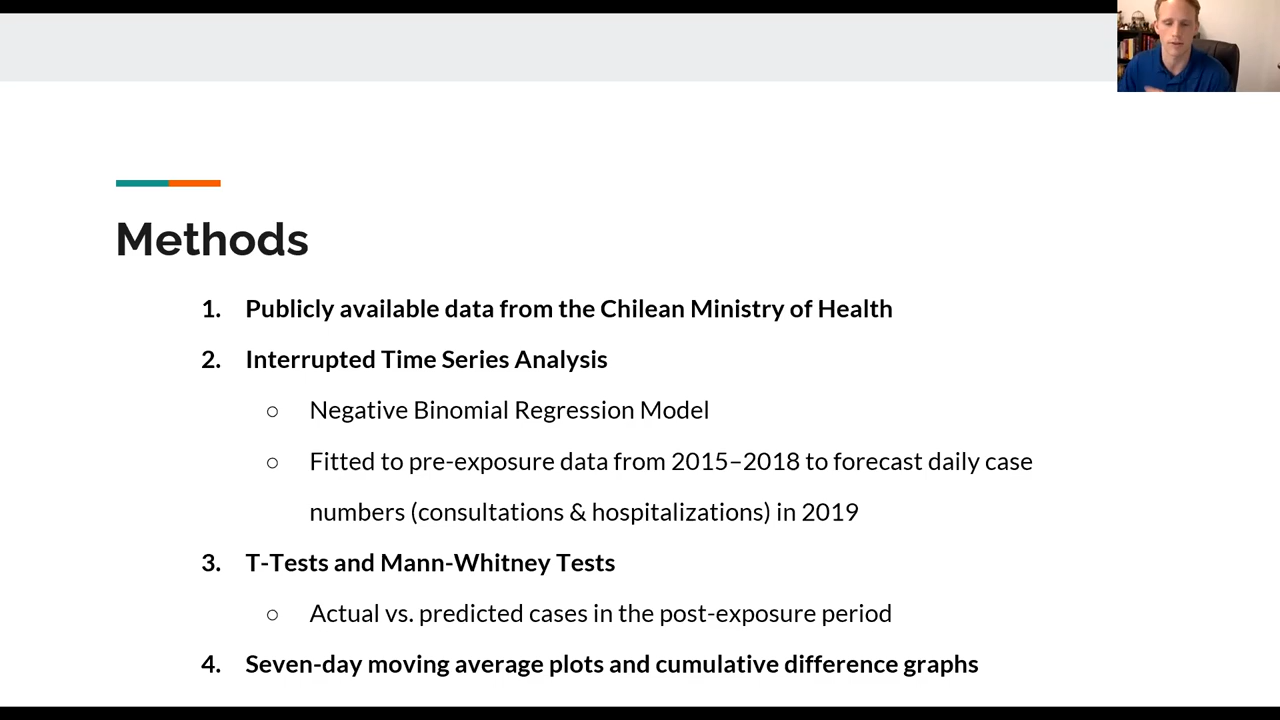 Methods
1. Publicly available data from the Chilean Ministry of Health
2. Interrupted Time Series Analysis
○ Negative Binomial Regression Model
○ Fitted to pre-exposure data from 2015–2018 to forecast daily case
numbers (consultations & hospitalizations) in 2019
3. T-Tests and Mann-Whitney Tests
○ Actual vs. predicted cases in the post-exposure period
4. Seven-day moving average plots and cumulative difference graphs